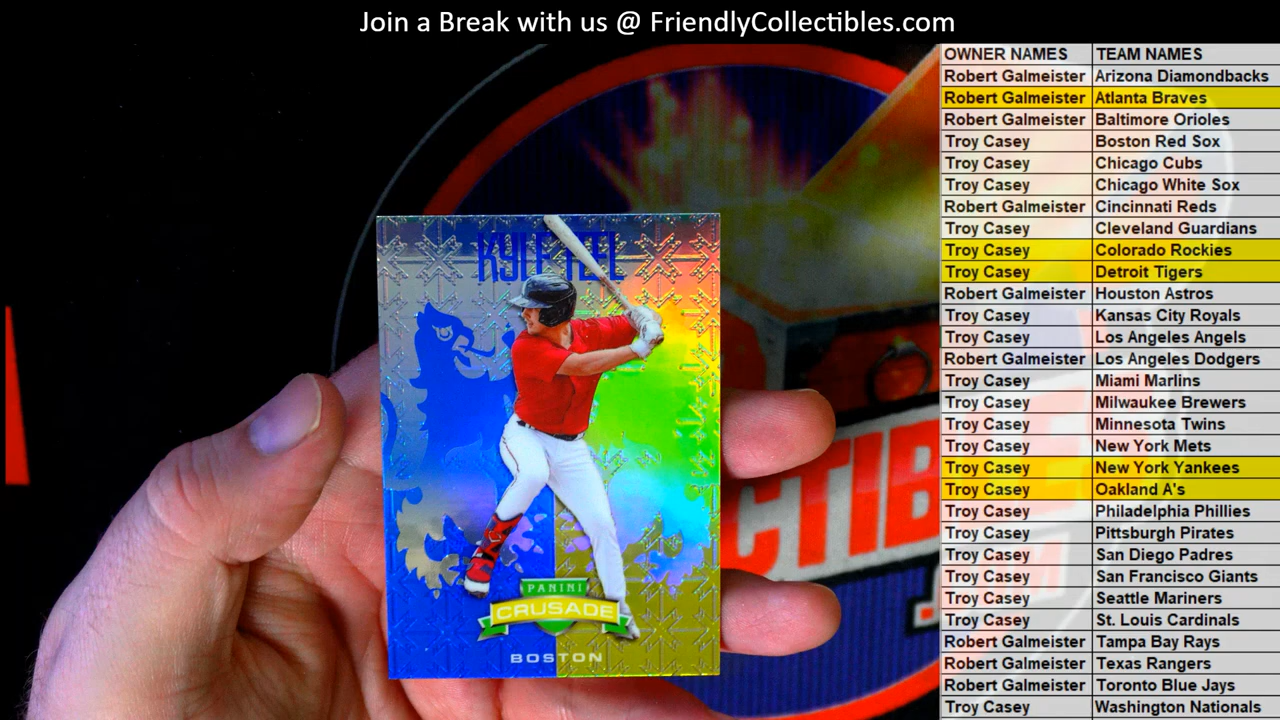 Join a Break with us @ FriendlyCollectibles.com
KYLE TEEL
PANINI
CRUSADE
BOSTON
CTIB
OWNER NAMES TEAM NAMES
Robert Galmeister Arizona Diamondbacks
Robert Galmeister Atlanta Braves
Robert Galmeister Baltimore Orioles
Troy Casey Boston Red Sox
Troy Casey Chicago Cubs
Troy Casey Chicago White Sox
Robert Galmeister Cincinnati Reds
Troy Casey Cleveland Guardians
Troy Casey Colorado Rockies
Troy Casey Detroit Tigers
Robert Galmeister Houston Astros
Troy Casey Kansas City Royals
Troy Casey Los Angeles Angels
Robert Galmeister Los Angeles Dodgers
Troy Casey Miami Marlins
Troy Casey Milwaukee Brewers
Troy Casey Minnesota Twins
Troy Casey New York Mets
Troy Casey New York Yankees
Troy Casey Oakland A's
Troy Casey Philadelphia Phillies
Troy Casey Pittsburgh Pirates
Troy Casey San Diego Padres
Troy Casey San Francisco Giants
Troy Casey Seattle Mariners
Troy Casey St. Louis Cardinals
Robert Galmeister Tampa Bay Rays
Robert Galmeister Texas Rangers
Robert Galmeister Toronto Blue Jays
Troy Casey Washington Nationals